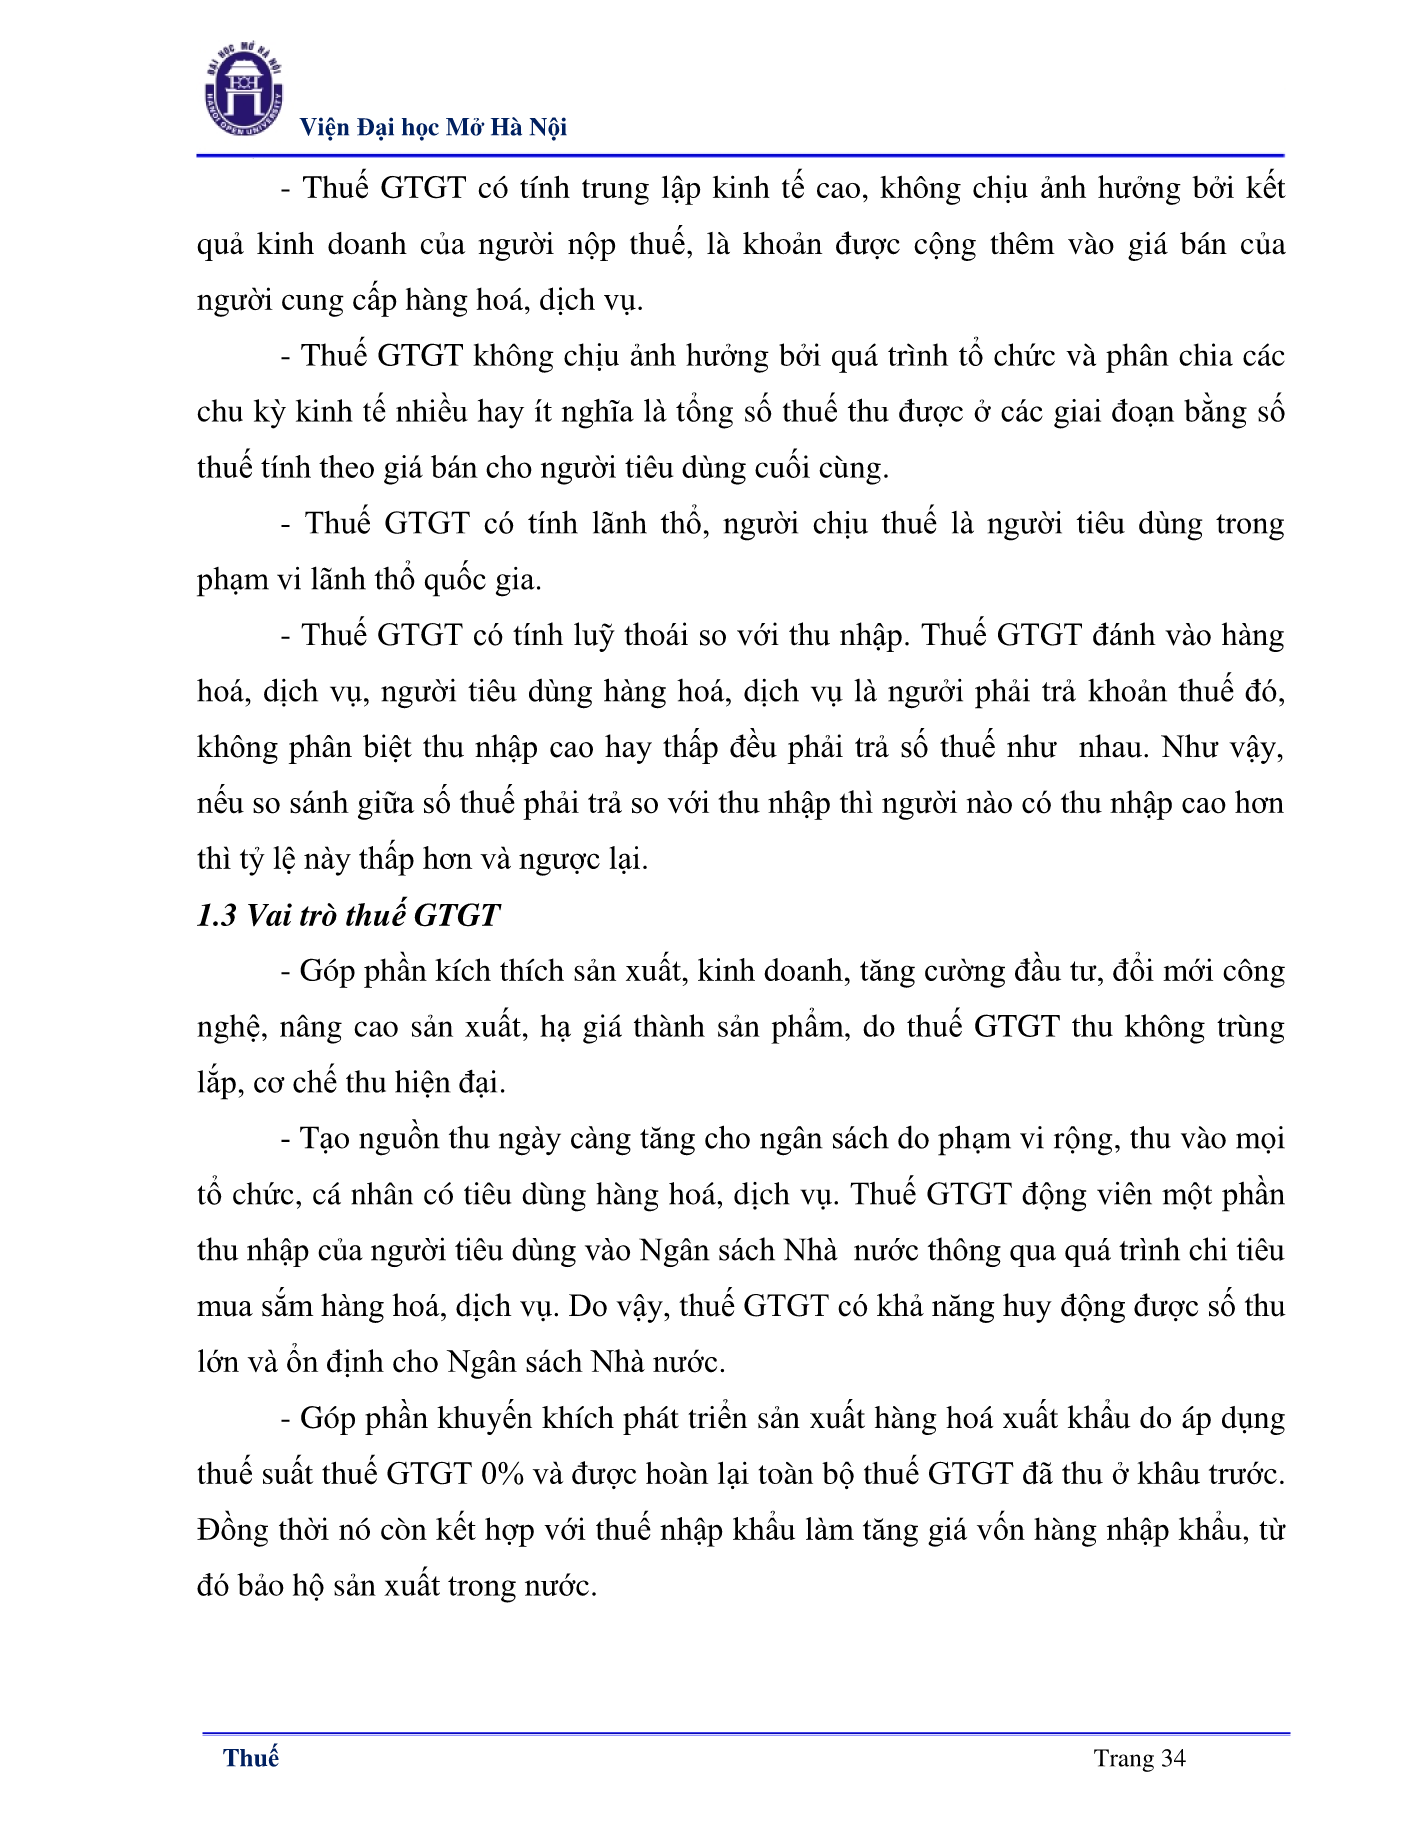 ĐẠI HỌC MỞ HÀ NỘI
HANOI OPEN UNIVERSITY
Viện Đại học Mở Hà Nội
- Thuế GTGT có tính trung lập kinh tế cao, không chịu ảnh hưởng bởi kết
quả kinh doanh của người nộp thuế, là khoản được cộng thêm vào giá bán của
người cung cấp hàng hoá, dịch vụ.
- Thuế GTGT không chịu ảnh hưởng bởi quá trình tổ chức và phân chia các
chu kỳ kinh tế nhiều hay ít nghĩa là tổng số thuế thu được ở các giai đoạn bằng số
thuế tính theo giá bán cho người tiêu dùng cuối cùng.
- Thuế GTGT có tính lãnh thổ, người chịu thuế là người tiêu dùng trong
phạm vi lãnh thổ quốc gia.
- Thuế GTGT có tính luỹ thoái so với thu nhập. Thuế GTGT đánh vào hàng
hoá, dịch vụ, người tiêu dùng hàng hoá, dịch vụ là ngưởi phải trả khoản thuế đó,
không phân biệt thu nhập cao hay thấp đều phải trả số thuế như  nhau. Như vậy,
nếu so sánh giữa số thuế phải trả so với thu nhập thì người nào có thu nhập cao hơn
thì tỷ lệ này thấp hơn và ngược lại.
1.3 Vai trò thuế GTGT
- Góp phần kích thích sản xuất, kinh doanh, tăng cường đầu tư, đổi mới công
nghệ, nâng cao sản xuất, hạ giá thành sản phẩm, do thuế GTGT thu không trùng
lắp, cơ chế thu hiện đại.
- Tạo nguồn thu ngày càng tăng cho ngân sách do phạm vi rộng, thu vào mọi
tổ chức, cá nhân có tiêu dùng hàng hoá, dịch vụ. Thuế GTGT động viên một phần
thu nhập của người tiêu dùng vào Ngân sách Nhà  nước thông qua quá trình chi tiêu
mua sắm hàng hoá, dịch vụ. Do vậy, thuế GTGT có khả năng huy động được số thu
lớn và ổn định cho Ngân sách Nhà nước.
- Góp phần khuyến khích phát triển sản xuất hàng hoá xuất khẩu do áp dụng
thuế suất thuế GTGT 0% và được hoàn lại toàn bộ thuế GTGT đã thu ở khâu trước.
Đồng thời nó còn kết hợp với thuế nhập khẩu làm tăng giá vốn hàng nhập khẩu, từ
đó bảo hộ sản xuất trong nước.
Thuế
Trang 34